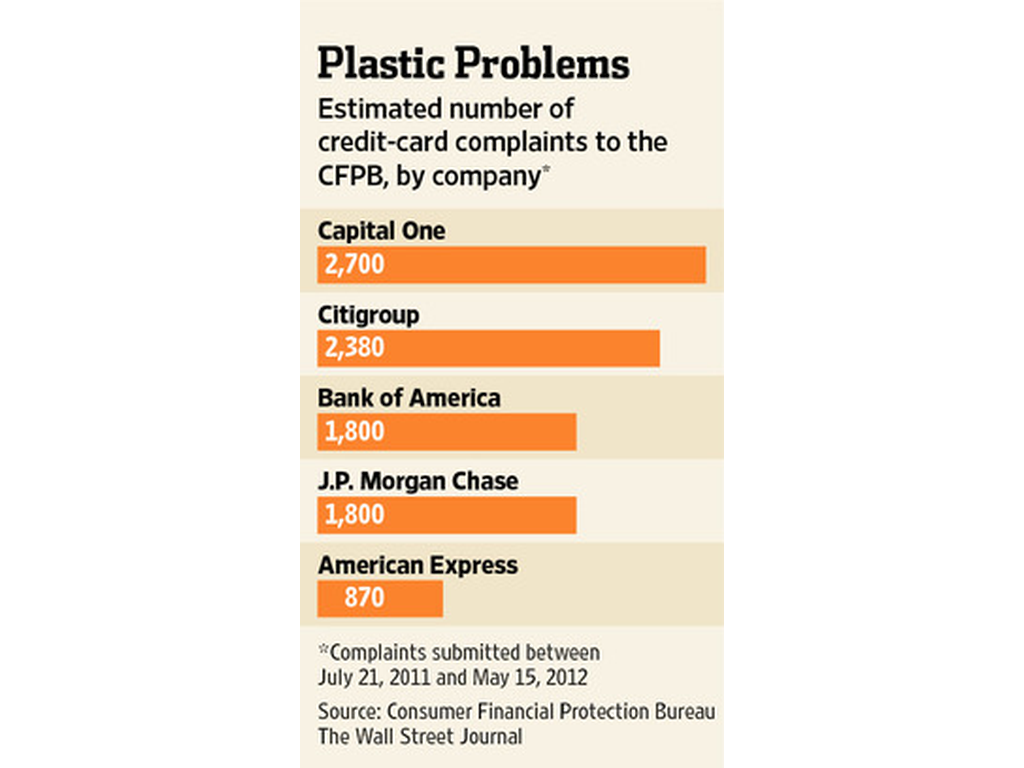 Plastic Problems
Estimated number of
credit-card complaints to the
CFPB, by company*
Capital One
2,700
Citigroup
2,380
Bank of America
1,800
J.P. Morgan Chase
1,800
American Express
870
*Complaints submitted between
July 21, 2011 and May 15, 2012
Source: Consumer Financial Protection Bureau
The Wall Street Journal